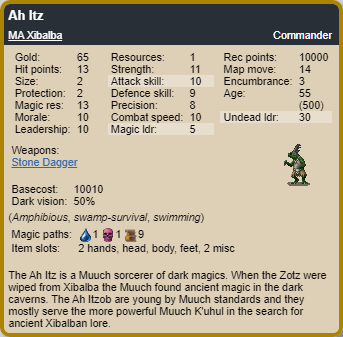 Ah Itz
MA Xibalba Commander
Gold: 65 Resources: 1 Rec points: 10000
Hit points: 13 Strength: 11 Map move: 14
Size: 2 Attack skill: 10 Encumbrance: 3
Protection: 2 Defence skill: 9 Age: 55
Magic res: 13 Precision: 8 (500)
Morale: 10 Combat speed: 10 Undead ldr: 30
Leadership: 10 Magic ldr: 5
Weapons:
Stone Dagger
Basecost: 10010
Dark vision: 50%
(Amphibious, swamp-survival, swimming)
Magic paths: 1 1 9
Item slots: 2 hands, head, body, feet, 2 misc
The Ah Itz is a Muuch sorcerer of dark magics. When the Zotz were
wiped from Xibalba the Muuch found ancient magic in the dark
caverns. The Ah Itzob are young by Muuch standards and they
mostly serve the more powerful Muuch K'uhul in the search for
ancient Xibalban lore.